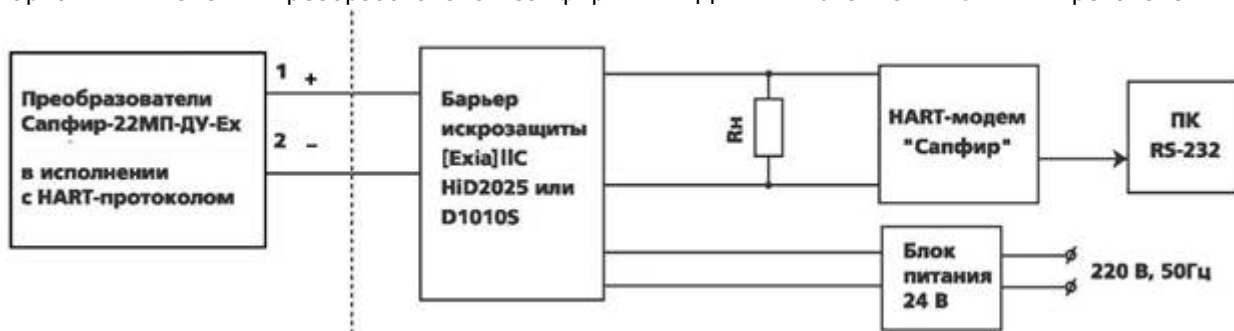 Преобразователи
Сапфир-22МП-ДУ-Ех
в исполнении
с HART-протоколом
1 +
2 –
Барьер
искрозащиты
[Exia]llC
HiD2025 или
D1010S
Rн
HART-модем
"Сапфир"
ПК
RS-232
Блок
питания
24 В
220 В, 50Гц